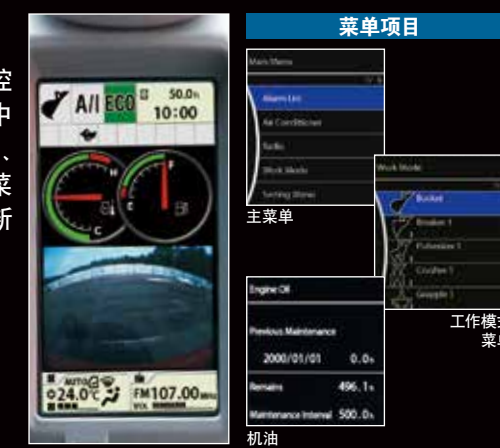 菜单项目
控
中
、
菜
新
A/I ECO 50.0h
10:00
H
F
C
E
AUTO
24.0℃
FM107.00MHz
VOL
Main Menu
Alarm List
Air Conditioner
Radio
Work Mode
Setting Menu
主菜单
Work Mode
Bucket
Breaker 1
Pulverizer 1
Crusher 1
Grapple 1
工作模式
菜单
Engine Oil
Previous Maintenance
2000/01/01 0.0h
Remains 496.1h
Maintenance Interval 500.0h
机油